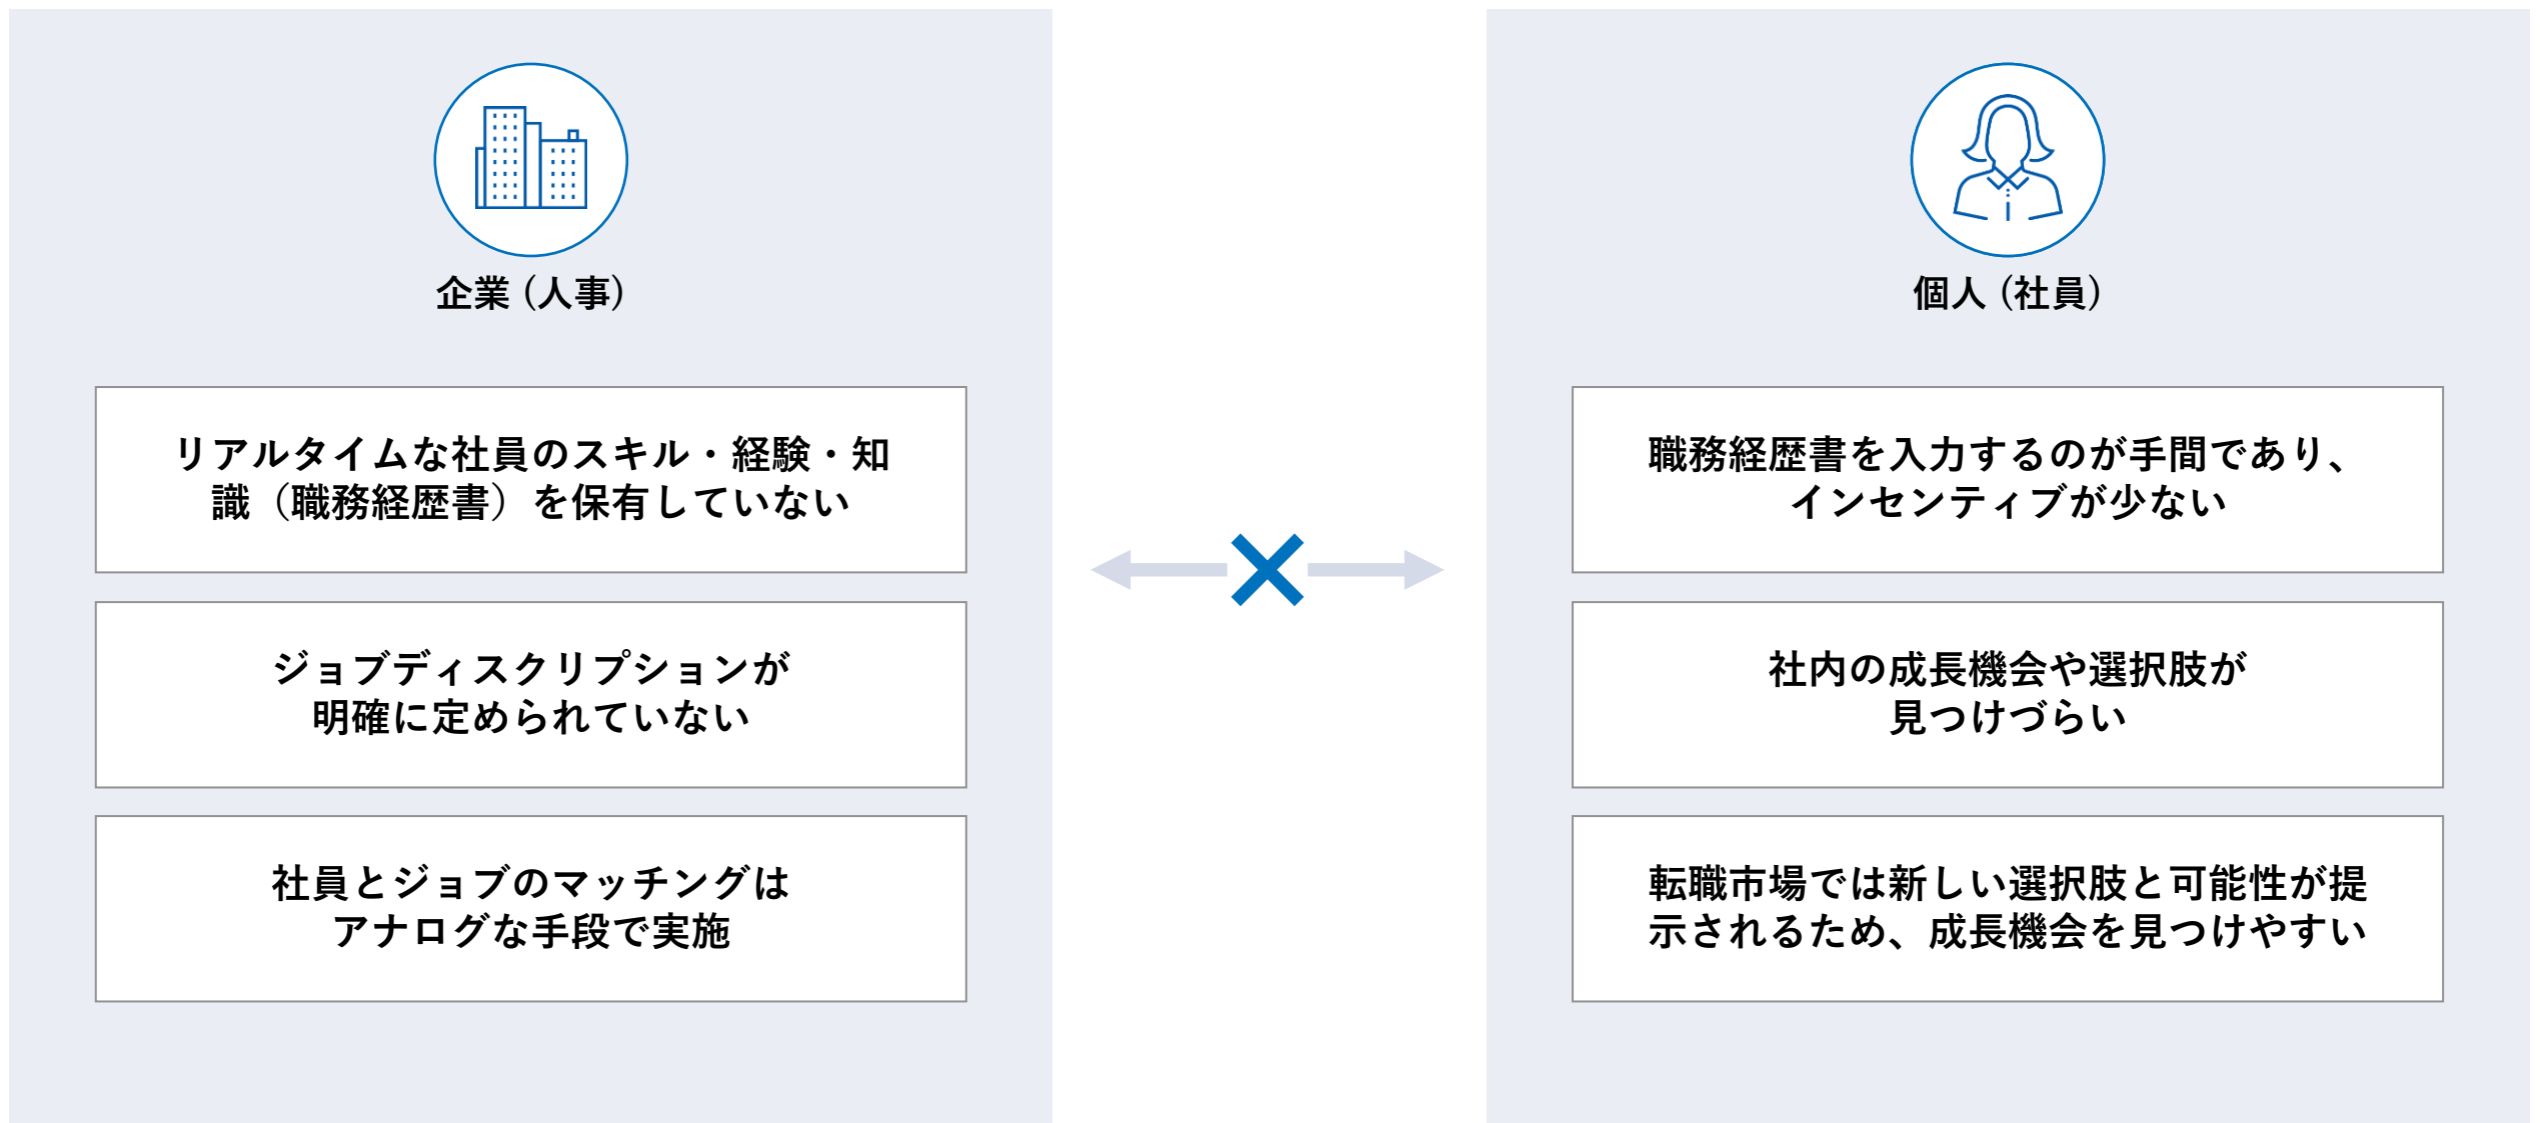 企業 (人事)
リアルタイムな社員のスキル・経験・知
識（職務経歴書）を保有していない
ジョブディスクリプションが
明確に定められていない
社員とジョブのマッチングは
アナログな手段で実施
個人 (社員)
職務経歴書を入力するのが手間であり、
インセンティブが少ない
社内の成長機会や選択肢が
見つけづらい
転職市場では新しい選択肢と可能性が提
示されるため、成長機会を見つけやすい